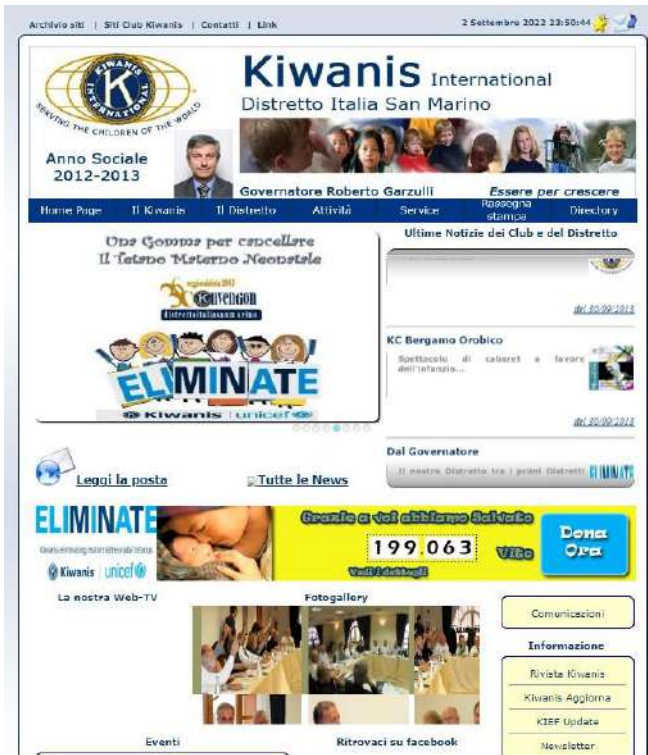 Archivio siti | Siti Club Kiwanis | Contatti | Link
2 Settembre 2022 23:50:44
Kiwanis International
Distretto Italia San Marino
K
KIWANIS
INTERNATIONAL
SERVING THE CHILDREN OF THE WORLD
Anno Sociale
2012-2013
Governatore Roberto Garzulli
Essere per crescere
Home Page
Il Kiwanis
Il Distretto
Attività
Service
Rassegna
stampa
Directory
Una Gomma per cancellare
Il Tetano Materno Neonatale
Convention
distrettoitaliasanmarino
ELIMINATE
Kiwanis | unicef
Ultime Notizie dei Club e del Distretto
del 30/09/2013
KC Bergamo Orobico
Spettacolo di cabaret a favore
dell'infanzia...
del 30/09/2013
Dal Governatore
Il nostro Distretto tra i primi Distretti
ELIMINATE
Leggi la posta
Tutte le News
ELIMINATE
Kiwanis | unicef
Grazie a voi abbiamo Salvato
199.063
Vite
Vedi i dettagli
Dona
Ora
La nostra Web-TV
Fotogallery
Comunicazioni
Informazione
Rivista Kiwanis
Kiwanis Aggiorna
KIEF Update
Newsletter
Eventi
Ritrovaci su facebook